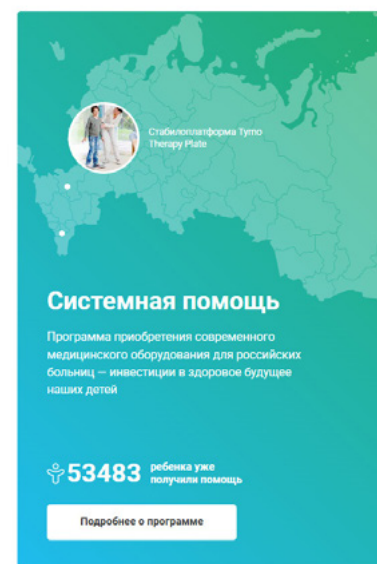 Стабилоплатформа Tymo
Therapy Plate
Системная помощь
Программа приобретения современного
медицинского оборудования для российских
больниц — инвестиции в здоровое будущее
наших детей
53483
ребенка уже
получили помощь
Подробнее о программе